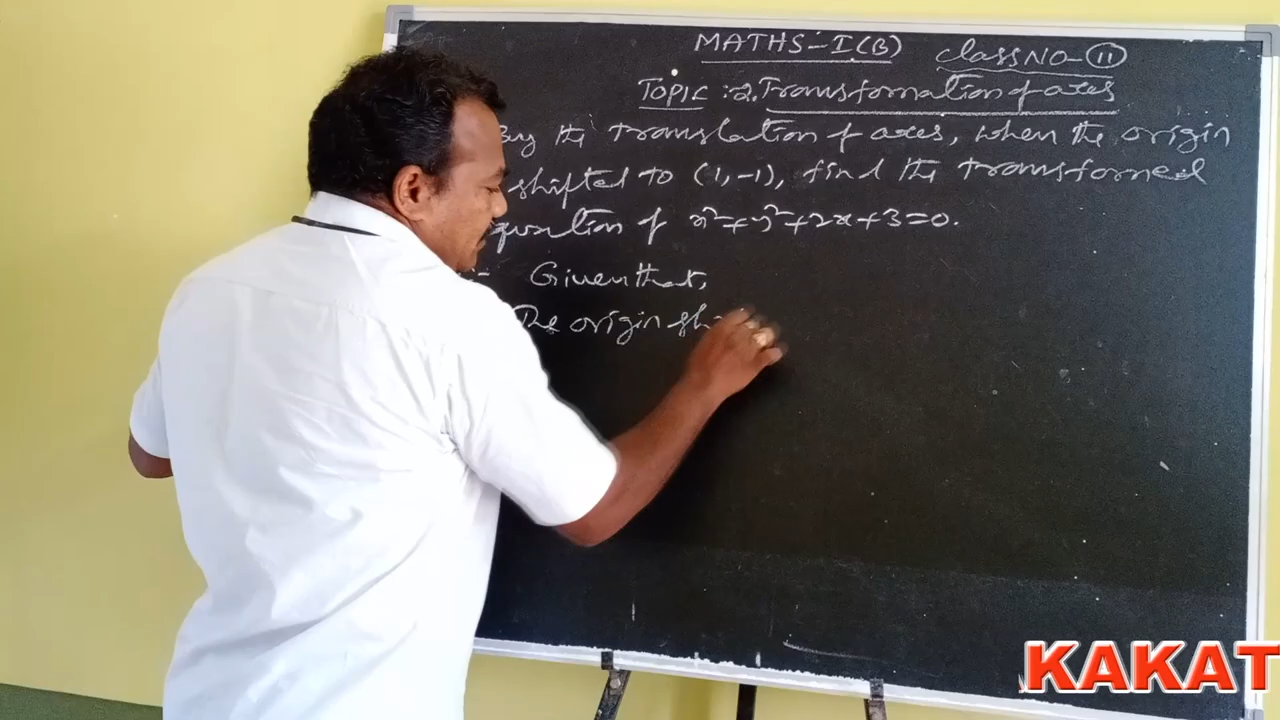 MATHS-I(B) Class NO-(11)
TOPIC :2.Transformation of axes
By the translation of axes, when the origin
shifted to (1,-1), find the transformed
equation of x²+y²+2x+3=0.
:- Given that,
The origin sh
KAKAT